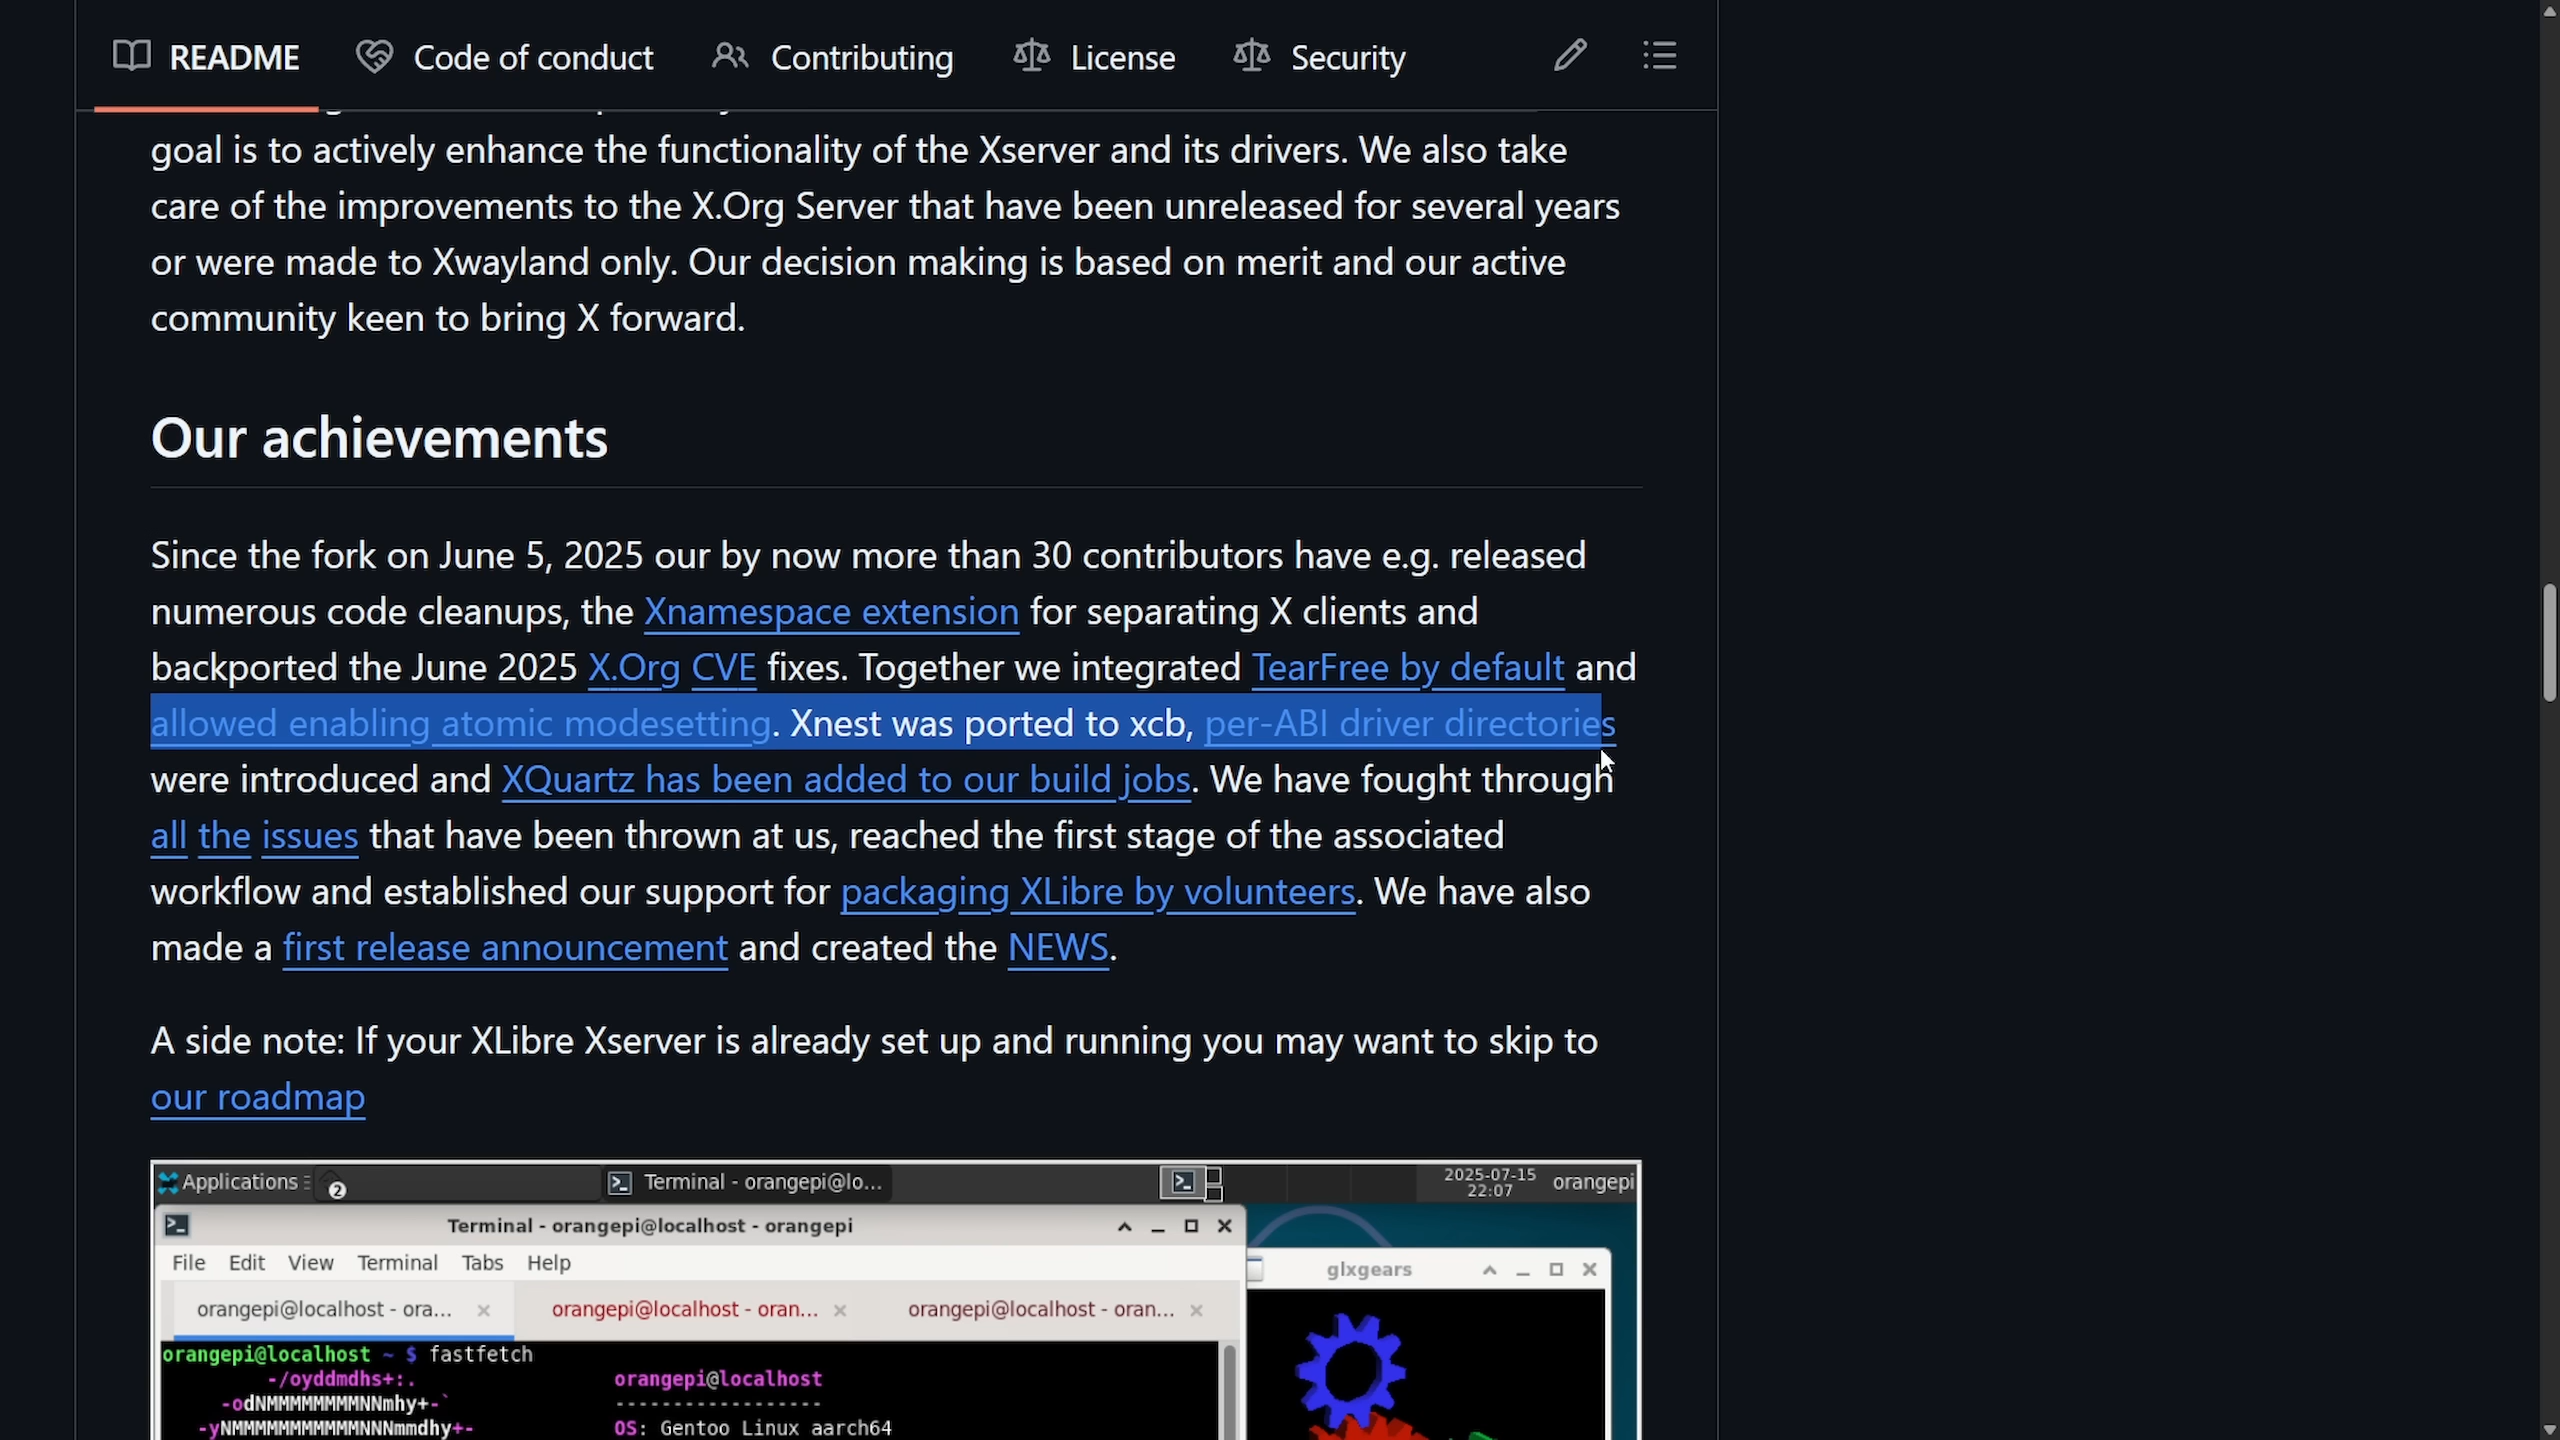 README Code of conduct Contributing License Security
goal is to actively enhance the functionality of the Xserver and its drivers. We also take
care of the improvements to the X.Org Server that have been unreleased for several years
or were made to Xwayland only. Our decision making is based on merit and our active
community keen to bring X forward.
Our achievements
Since the fork on June 5, 2025 our by now more than 30 contributors have e.g. released
numerous code cleanups, the Xnamespace extension for separating X clients and
backported the June 2025 X.Org CVE fixes. Together we integrated TearFree by default and
allowed enabling atomic modesetting. Xnest was ported to xcb, per-ABI driver directories
were introduced and XQuartz has been added to our build jobs. We have fought through
all the issues that have been thrown at us, reached the first stage of the associated
workflow and established our support for packaging XLibre by volunteers. We have also
made a first release announcement and created the NEWS.
A side note: If your XLibre Xserver is already set up and running you may want to skip to
our roadmap
Applications 2 Terminal - orangepi@lo... 2025-07-15 orangepi
22:07
Terminal - orangepi@localhost - orangepi
File Edit View Terminal Tabs Help
glxgears
orangepi@localhost - ora... orangepi@localhost - oran... orangepi@localhost - oran...
orangepi@localhost ~ $ fastfetch
-/oyddmdhs+:. orangepi@localhost
-odNMMMMMMMMNNmhy+-` -----------------
-yNMMMMMMMMMMMNNNmmdhy+- OS: Gentoo Linux aarch64